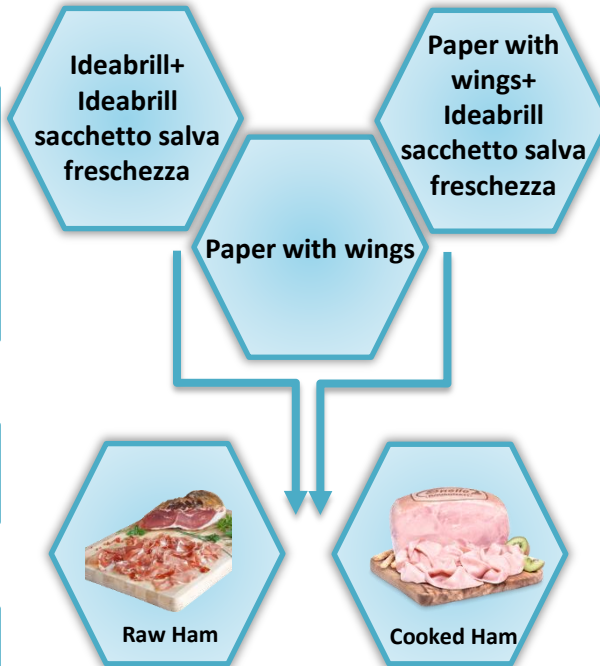 Ideabrill+
Ideabrill
sacchetto salva
freschezza
Paper with
wings+
Ideabrill
sacchetto salva
freschezza
Paper with wings
Raw Ham
Cooked Ham